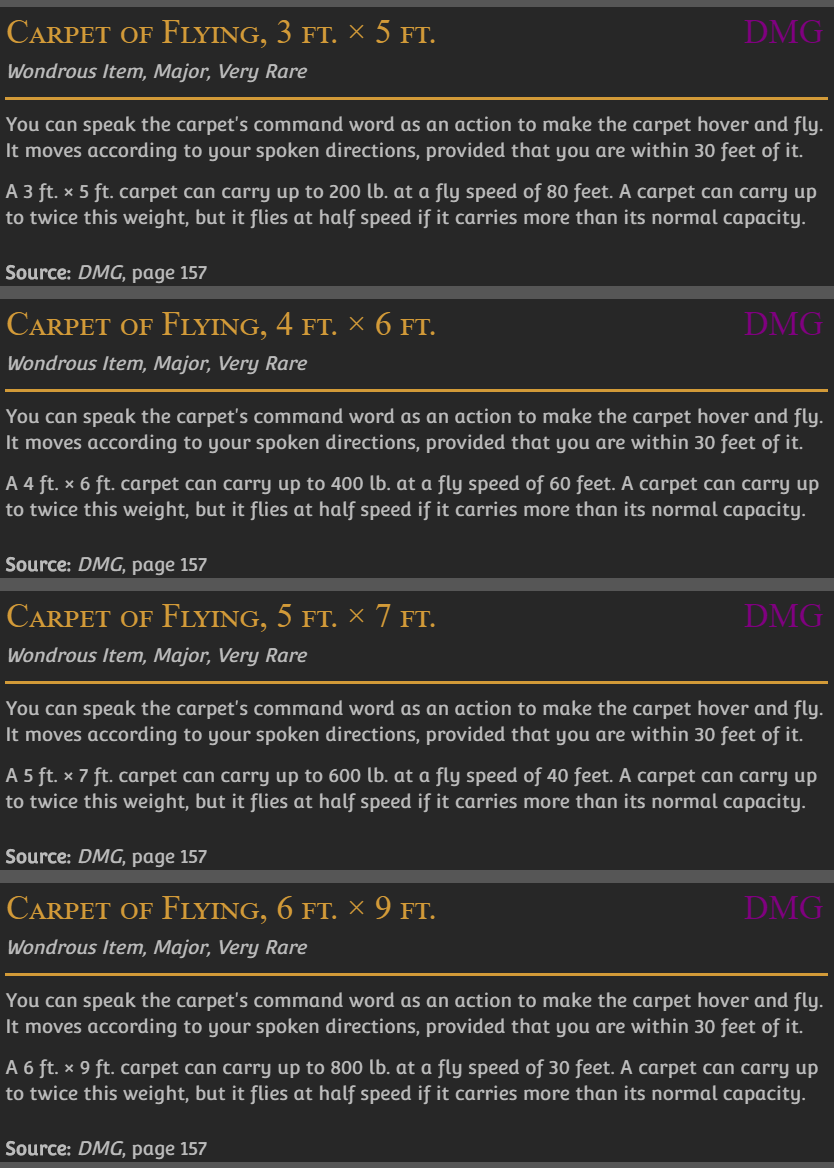 Carpet of Flying, 3 ft. × 5 ft. DMG
Wondrous Item, Major, Very Rare
You can speak the carpet's command word as an action to make the carpet hover and fly.
It moves according to your spoken directions, provided that you are within 30 feet of it.
A 3 ft. × 5 ft. carpet can carry up to 200 lb. at a fly speed of 80 feet. A carpet can carry up
to twice this weight, but it flies at half speed if it carries more than its normal capacity.
Source: DMG, page 157
Carpet of Flying, 4 ft. × 6 ft. DMG
Wondrous Item, Major, Very Rare
You can speak the carpet's command word as an action to make the carpet hover and fly.
It moves according to your spoken directions, provided that you are within 30 feet of it.
A 4 ft. × 6 ft. carpet can carry up to 400 lb. at a fly speed of 60 feet. A carpet can carry up
to twice this weight, but it flies at half speed if it carries more than its normal capacity.
Source: DMG, page 157
Carpet of Flying, 5 ft. × 7 ft. DMG
Wondrous Item, Major, Very Rare
You can speak the carpet's command word as an action to make the carpet hover and fly.
It moves according to your spoken directions, provided that you are within 30 feet of it.
A 5 ft. × 7 ft. carpet can carry up to 600 lb. at a fly speed of 40 feet. A carpet can carry up
to twice this weight, but it flies at half speed if it carries more than its normal capacity.
Source: DMG, page 157
Carpet of Flying, 6 ft. × 9 ft. DMG
Wondrous Item, Major, Very Rare
You can speak the carpet's command word as an action to make the carpet hover and fly.
It moves according to your spoken directions, provided that you are within 30 feet of it.
A 6 ft. × 9 ft. carpet can carry up to 800 lb. at a fly speed of 30 feet. A carpet can carry up
to twice this weight, but it flies at half speed if it carries more than its normal capacity.
Source: DMG, page 157